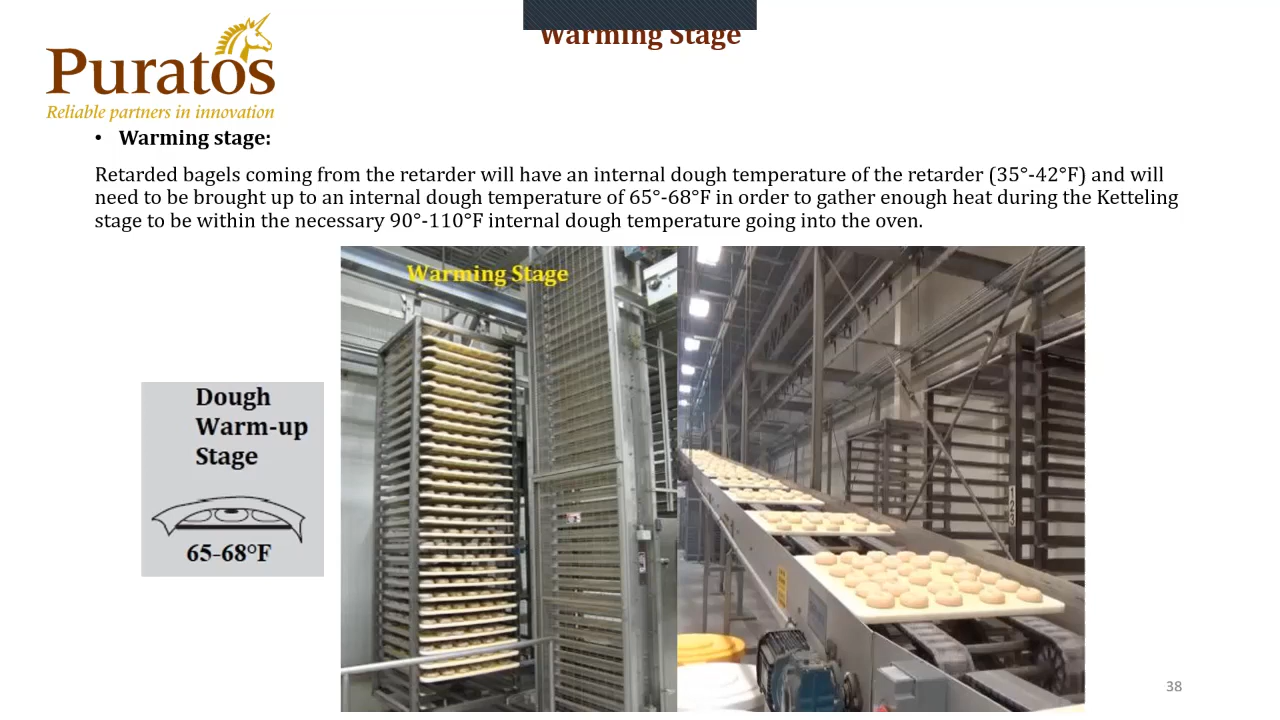 Warming Stage
Puratos
Reliable partners in innovation
• Warming stage:
Retarded bagels coming from the retarder will have an internal dough temperature of the retarder (35°-42°F) and will
need to be brought up to an internal dough temperature of 65°-68°F in order to gather enough heat during the Ketteling
stage to be within the necessary 90°-110°F internal dough temperature going into the oven.
Warming Stage
Dough
Warm-up
Stage
65-68°F
123
38